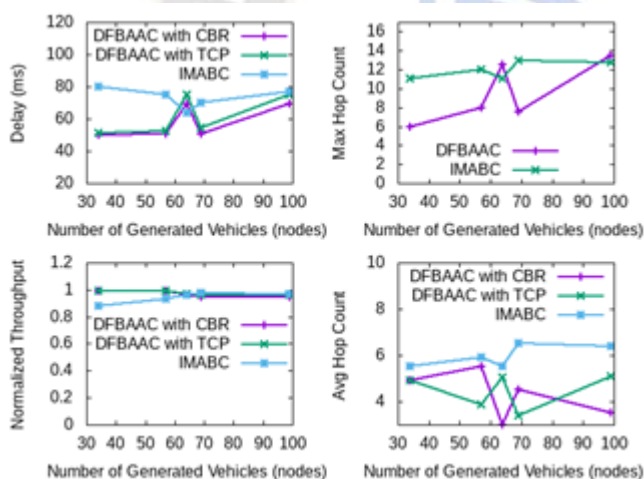 Delay (ms)
120
100
80
60
40
20
DFBAAC with CBR
DFBAAC with TCP
IMABC
30 40 50 60 70 80 90 100
Number of Generated Vehicles (nodes)
Max Hop Count
16
14
12
10
8
6
4
2
0
DFBAAC
IMABC
30 40 50 60 70 80 90 100
Number of Generated Vehicles (nodes)
Normalized Throughput
1.2
1
0.8
0.6
0.4
0.2
0
DFBAAC with CBR
DFBAAC with TCP
IMABC
30 40 50 60 70 80 90 100
Number of Generated Vehicles (nodes)
Avg Hop Count
10
8
6
4
DFBAAC with CBR
DFBAAC with TCP
IMABC
30 40 50 60 70 80 90 100
Number of Generated Vehicles (nodes)